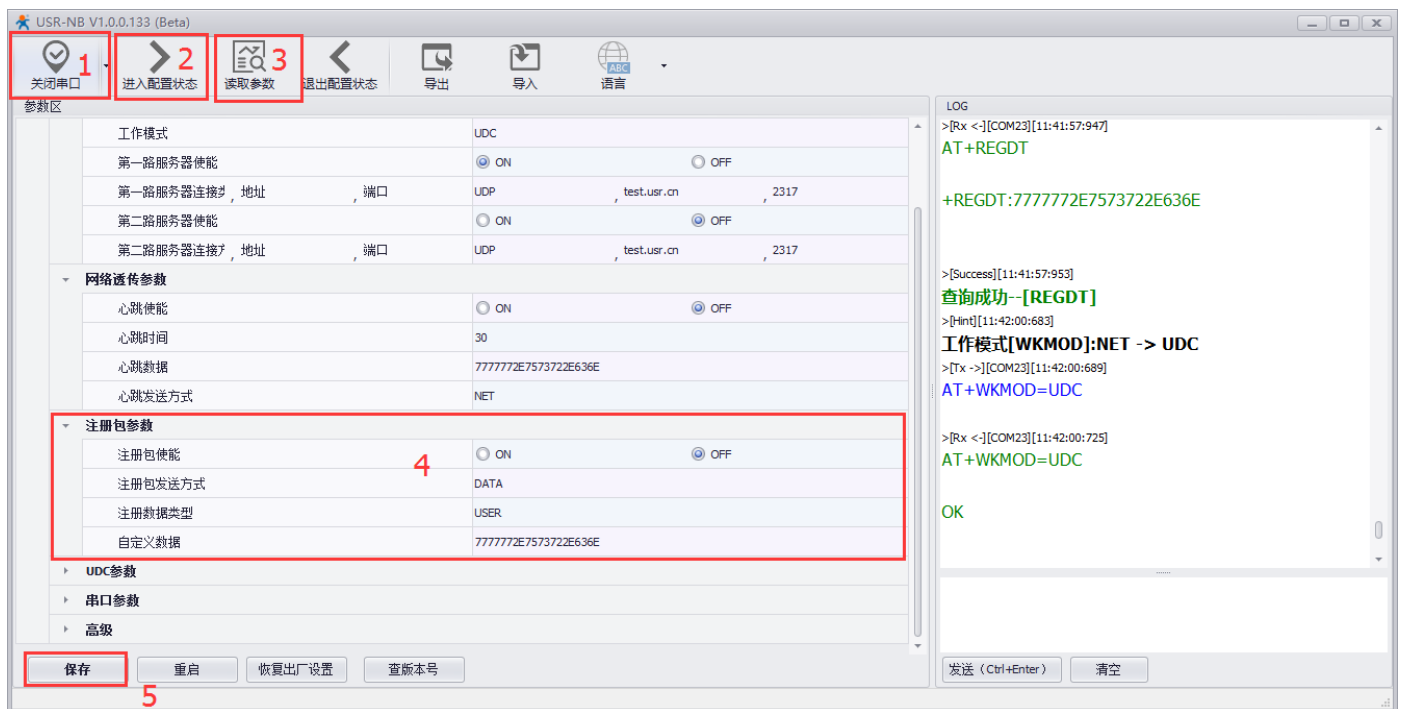 USR-NB V1.0.0.133 (Beta)
1 2 3
关闭串口 进入配置状态 读取参数 退出配置状态 导出 导入 语言
ABC
参数区
工作模式 UDC
第一路服务器使能 ON OFF
第一路服务器连接类 , 地址 , 端口 UDP , test.usr.cn , 2317
第二路服务器使能 ON OFF
第二路服务器连接方 , 地址 , 端口 UDP , test.usr.cn , 2317
网络透传参数
心跳使能 ON OFF
心跳时间 30
心跳数据 7777772E7573722E636E
心跳发送方式 NET
注册包参数
注册包使能 ON OFF
4
注册包发送方式 DATA
注册数据类型 USER
自定义数据 7777772E7573722E636E
UDC参数
串口参数
高级
保存 重启 恢复出厂设置 查版本号
5
LOG
>[Rx <-][COM23][11:41:57:947]
AT+REGDT
+REGDT:7777772E7573722E636E
>[Success][11:41:57:953]
查询成功--[REGDT]
>[Hint][11:42:00:683]
工作模式[WKMOD]:NET -> UDC
>[Tx ->][COM23][11:42:00:689]
AT+WKMOD=UDC
>[Rx <-][COM23][11:42:00:725]
AT+WKMOD=UDC
OK
发送（Ctrl+Enter） 清空